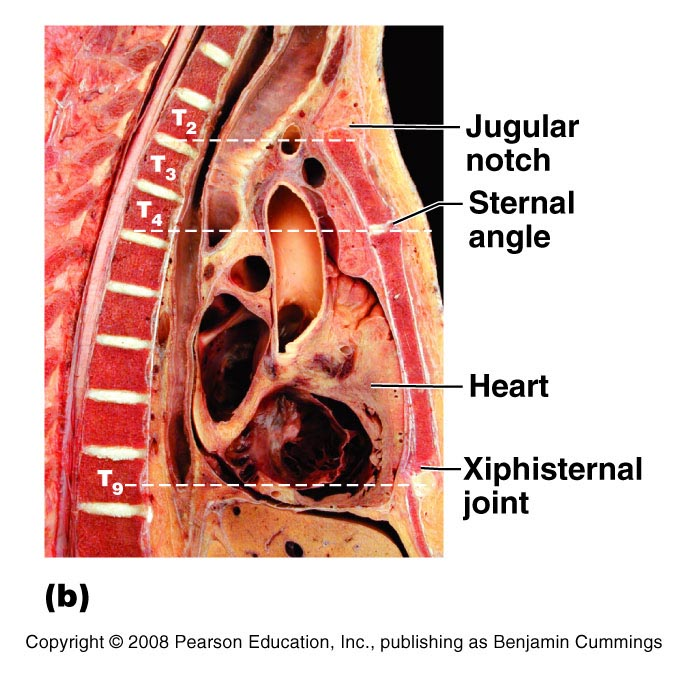 T2
Jugular
notch
T3
Sternal
angle
T4
Heart
Xiphisternal
joint
T9
(b)
Copyright © 2008 Pearson Education, Inc., publishing as Benjamin Cummings